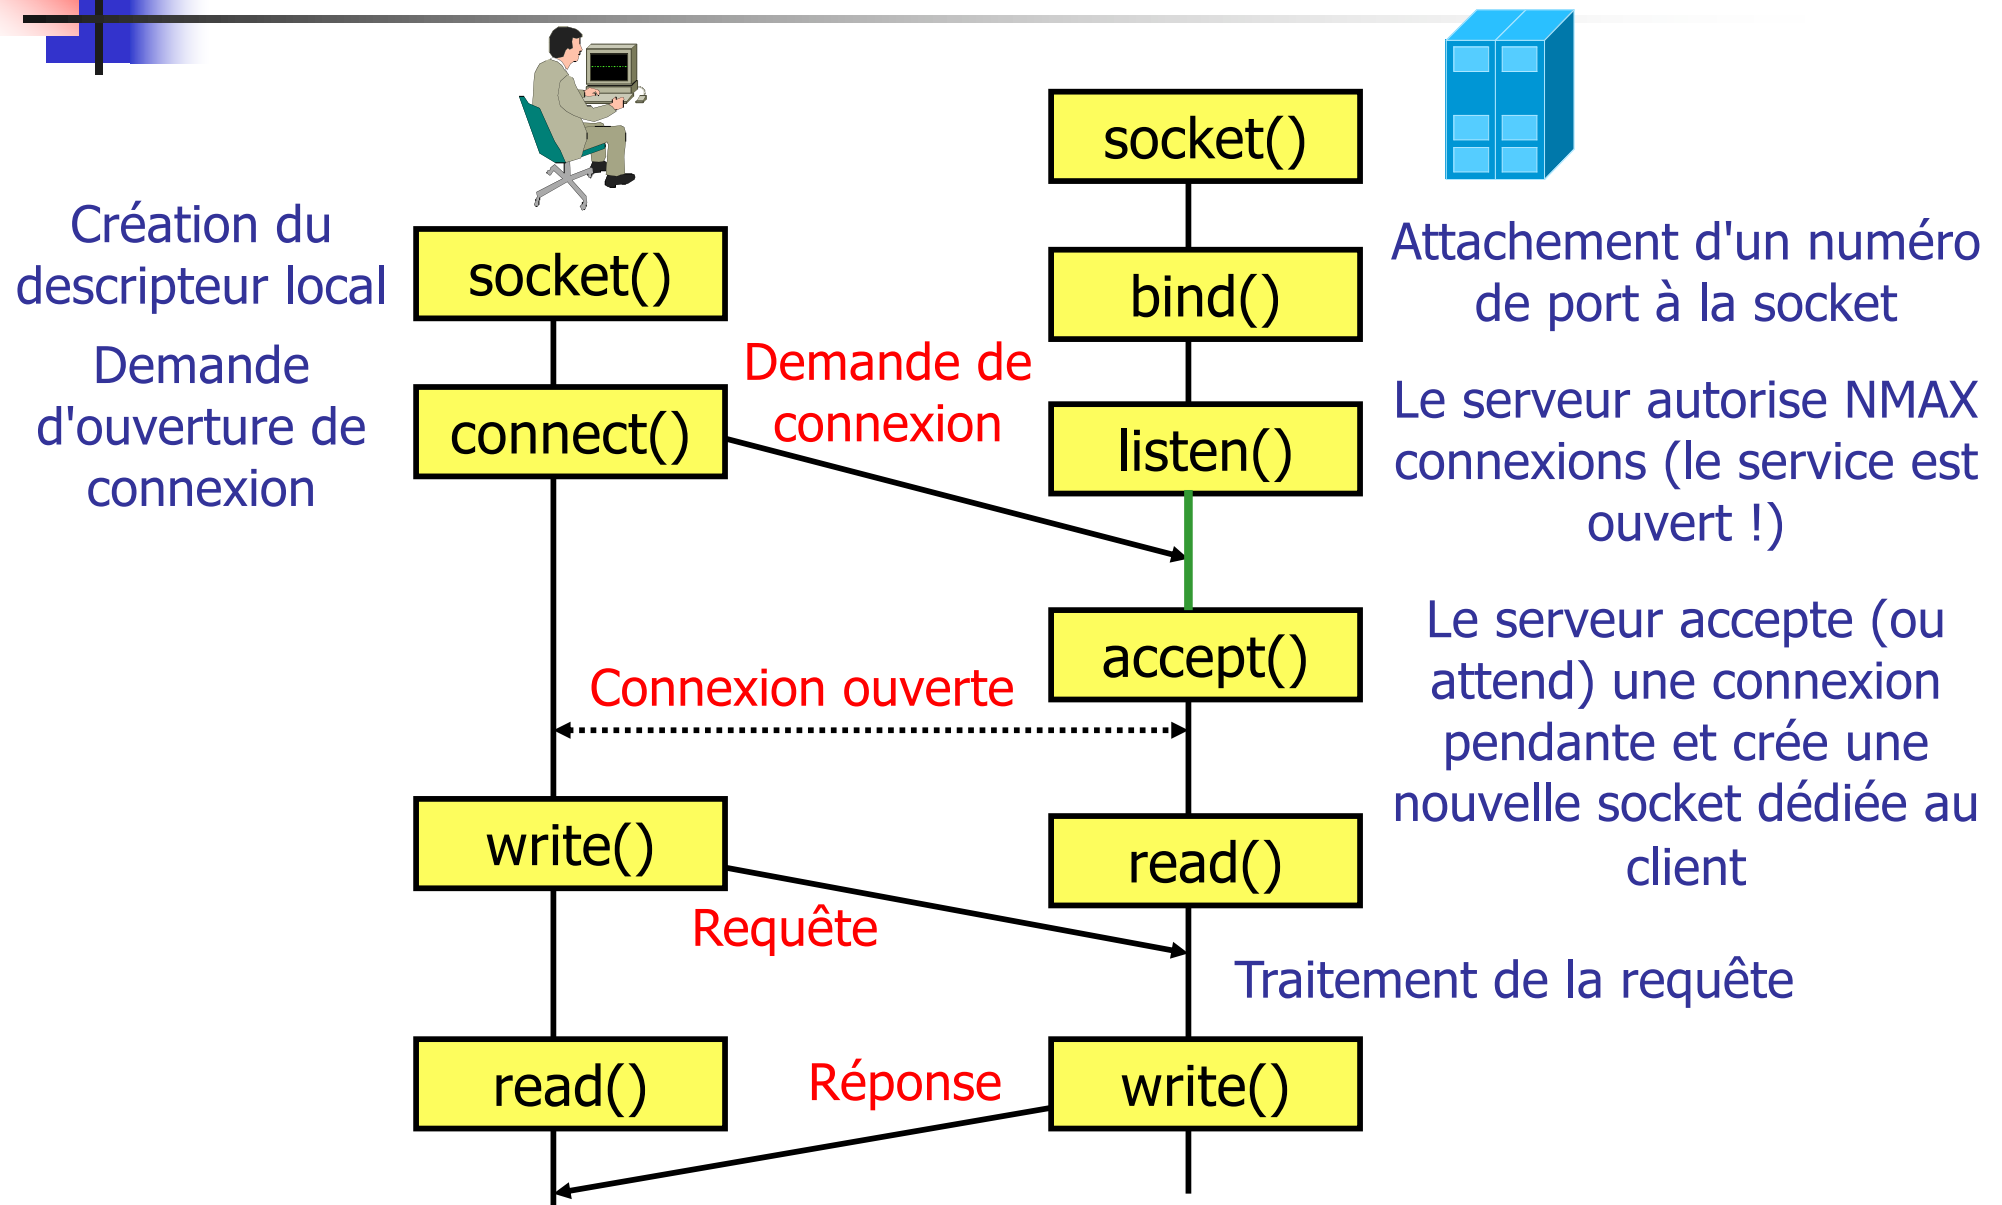 socket()
Création du
descripteur local
socket()
Attachement d'un numéro
de port à la socket
bind()
Demande
d'ouverture de
connexion
connect()
Demande de
connexion
listen()
Le serveur autorise NMAX
connexions (le service est
ouvert !)
accept()
Le serveur accepte (ou
attend) une connexion
pendante et crée une
nouvelle socket dédiée au
client
Connexion ouverte
write()
read()
Requête
Traitement de la requête
read()
Réponse
write()